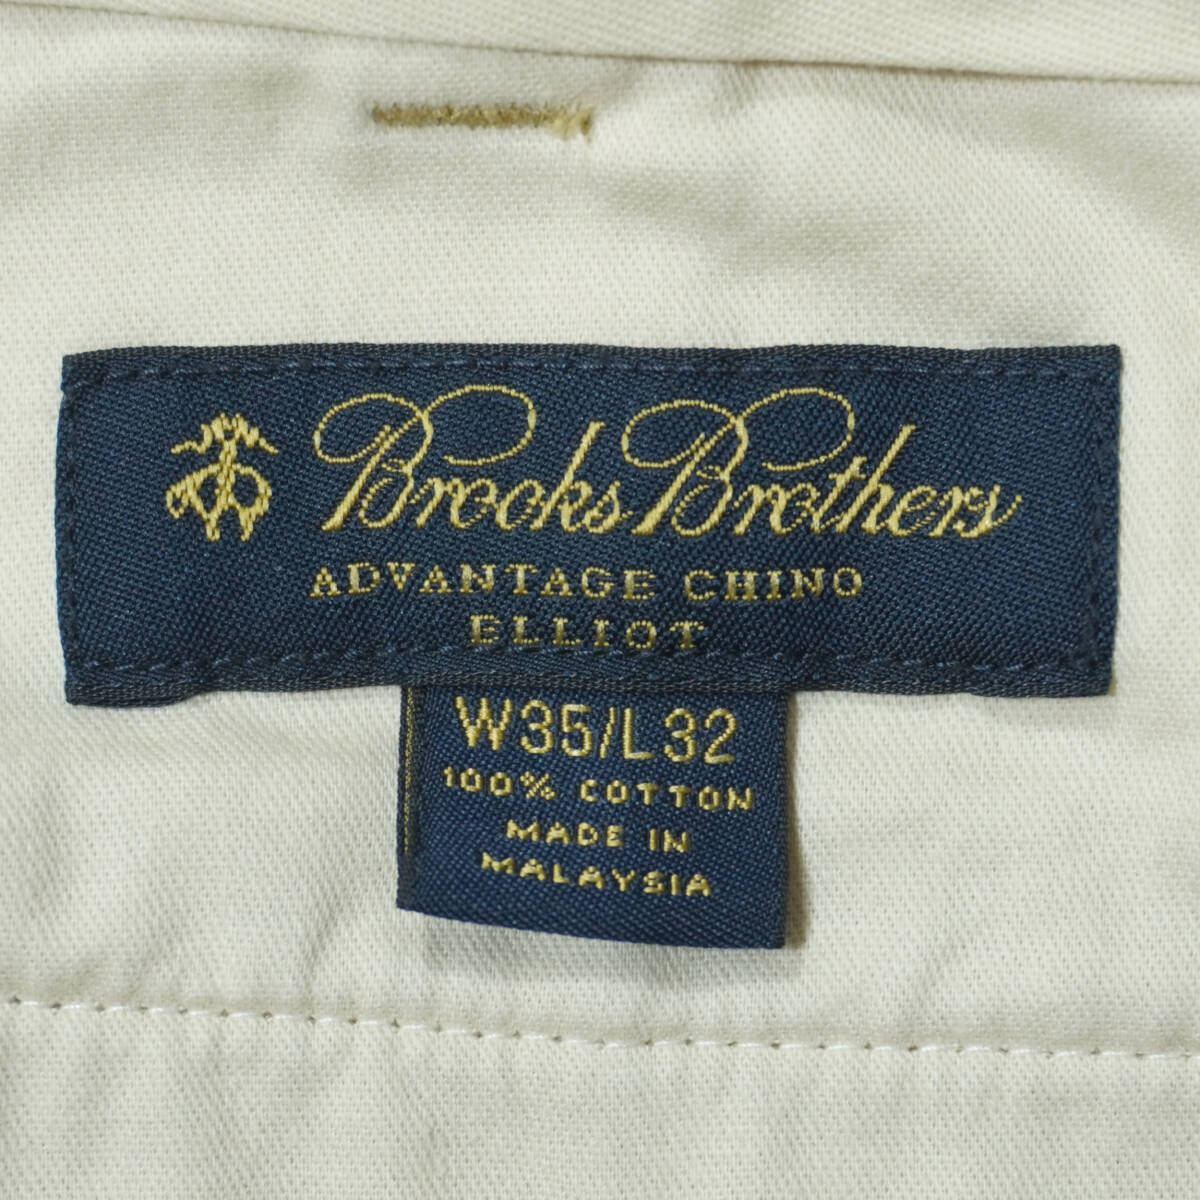 Brooks Brothers
ADVANTAGE CHINO
ELLIOT
W35/L32
100% COTTON
MADE IN
MALAYSIA